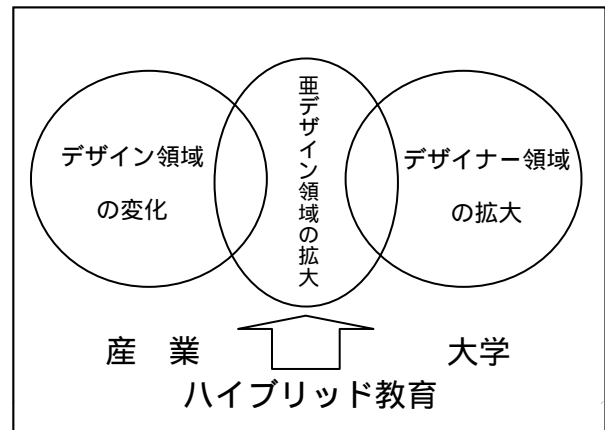 デザイン領域
の変化
亜デザイン領域の拡大
デザイナー領域
の拡大
産　業
大学
ハイブリッド教育